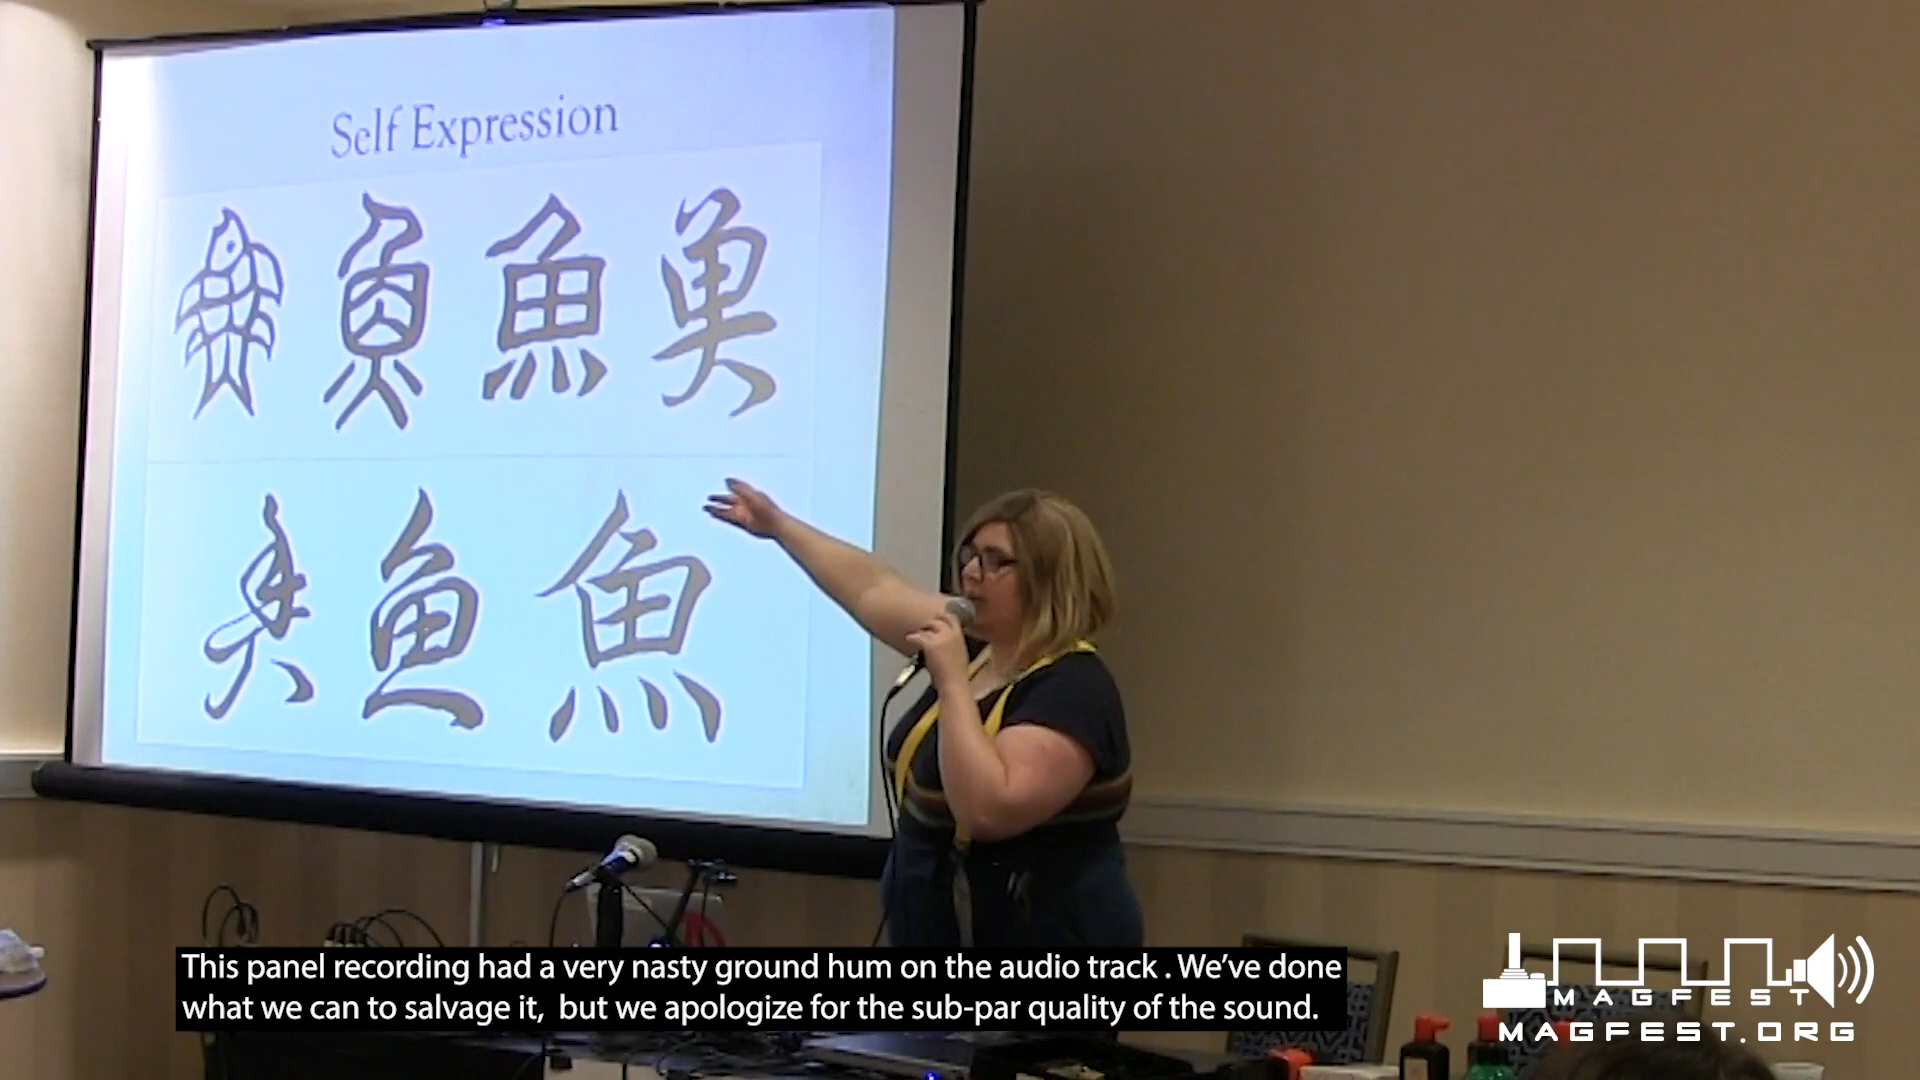 Self Expression
魚 魚 魚 魚
魚 魚 魚
This panel recording had a very nasty ground hum on the audio track . We've done
what we can to salvage it,  but we apologize for the sub-par quality of the sound.
MAGFEST
MAGFEST.ORG